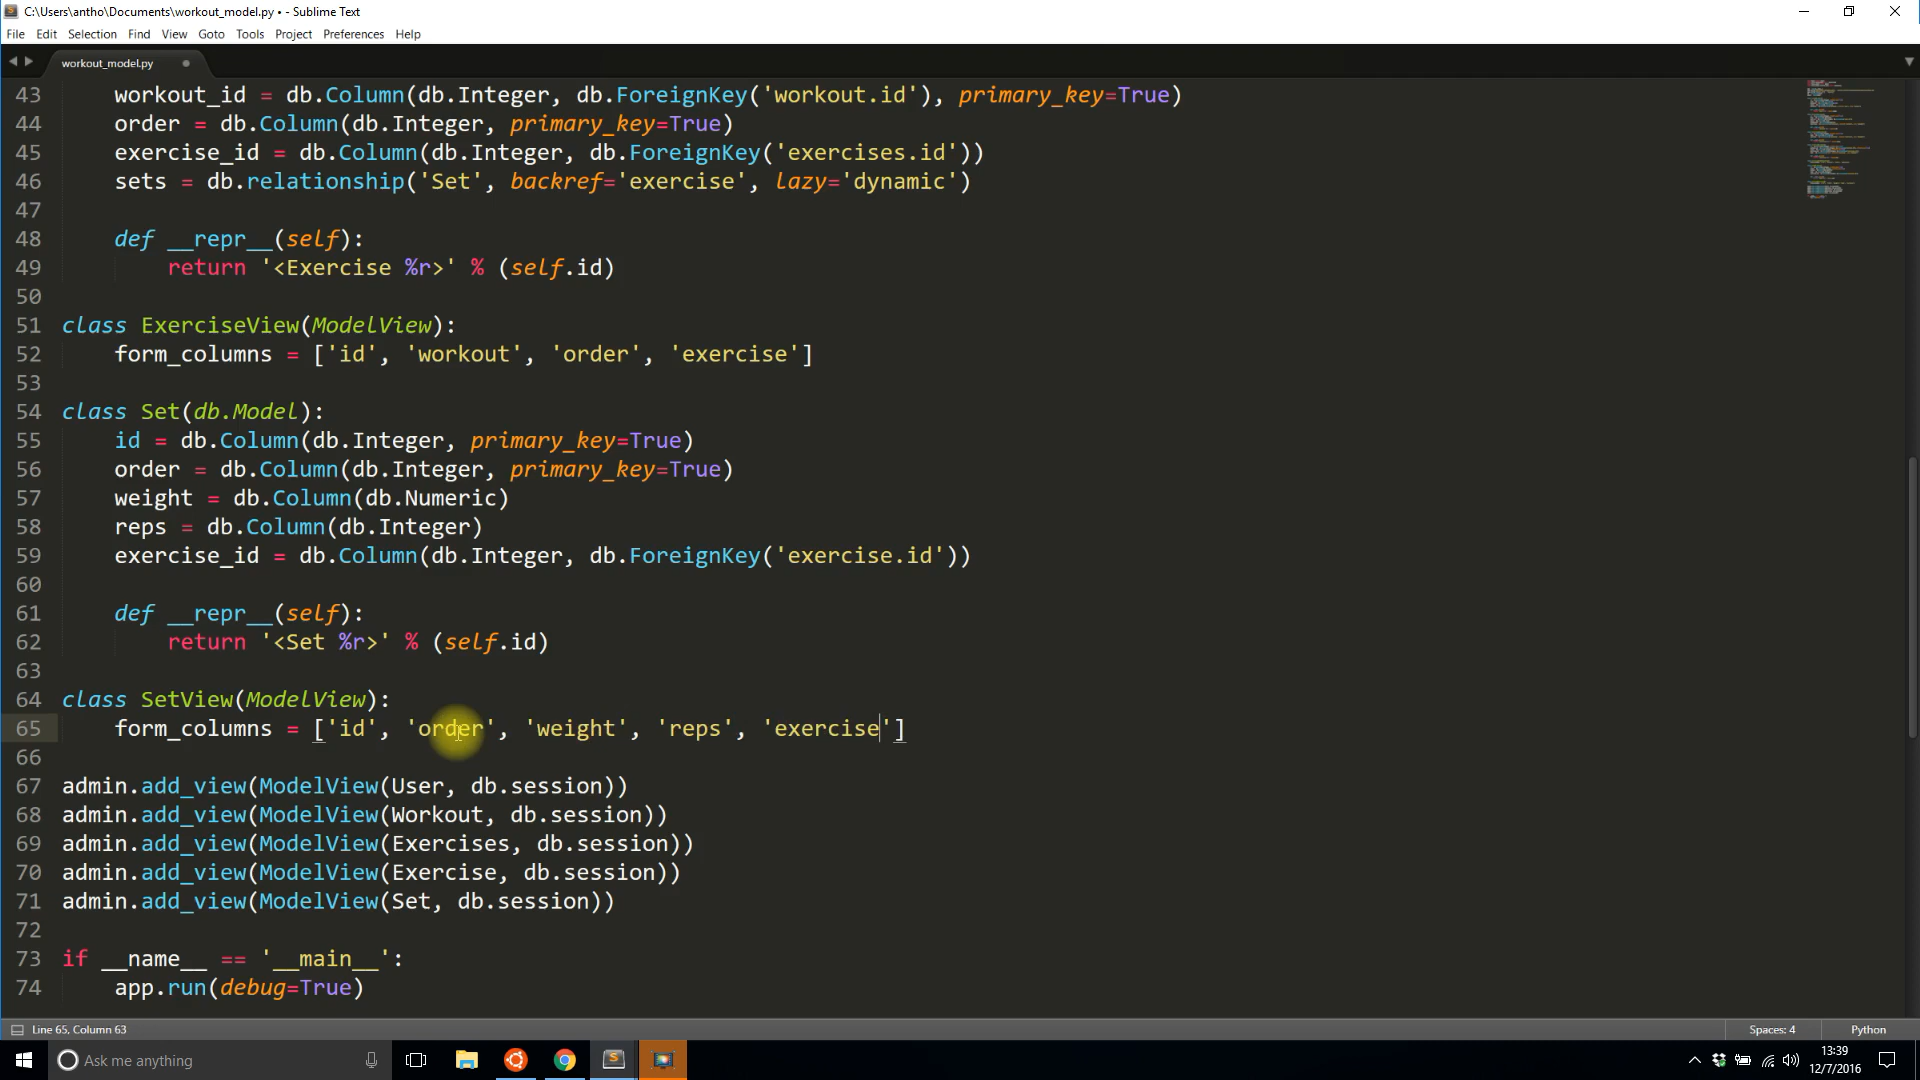 C:\Users\antho\Documents\workout_model.py • - Sublime Text
File Edit Selection Find View Goto Tools Project Preferences Help
workout_model.py
43 workout_id = db.Column(db.Integer, db.ForeignKey('workout.id'), primary_key=True)
44 order = db.Column(db.Integer, primary_key=True)
45 exercise_id = db.Column(db.Integer, db.ForeignKey('exercises.id'))
46 sets = db.relationship('Set', backref='exercise', lazy='dynamic')
47
48 def __repr__(self):
49 return '<Exercise %r>' % (self.id)
50
51 class ExerciseView(ModelView):
52 form_columns = ['id', 'workout', 'order', 'exercise']
53
54 class Set(db.Model):
55 id = db.Column(db.Integer, primary_key=True)
56 order = db.Column(db.Integer, primary_key=True)
57 weight = db.Column(db.Numeric)
58 reps = db.Column(db.Integer)
59 exercise_id = db.Column(db.Integer, db.ForeignKey('exercise.id'))
60
61 def __repr__(self):
62 return '<Set %r>' % (self.id)
63
64 class SetView(ModelView):
65 form_columns = ['id', 'order', 'weight', 'reps', 'exercise']
66
67 admin.add_view(ModelView(User, db.session))
68 admin.add_view(ModelView(Workout, db.session))
69 admin.add_view(ModelView(Exercises, db.session))
70 admin.add_view(ModelView(Exercise, db.session))
71 admin.add_view(ModelView(Set, db.session))
72
73 if __name__ == '__main__':
74 app.run(debug=True)
Line 65, Column 63 Spaces: 4 Python
Ask me anything 13:39
12/7/2016